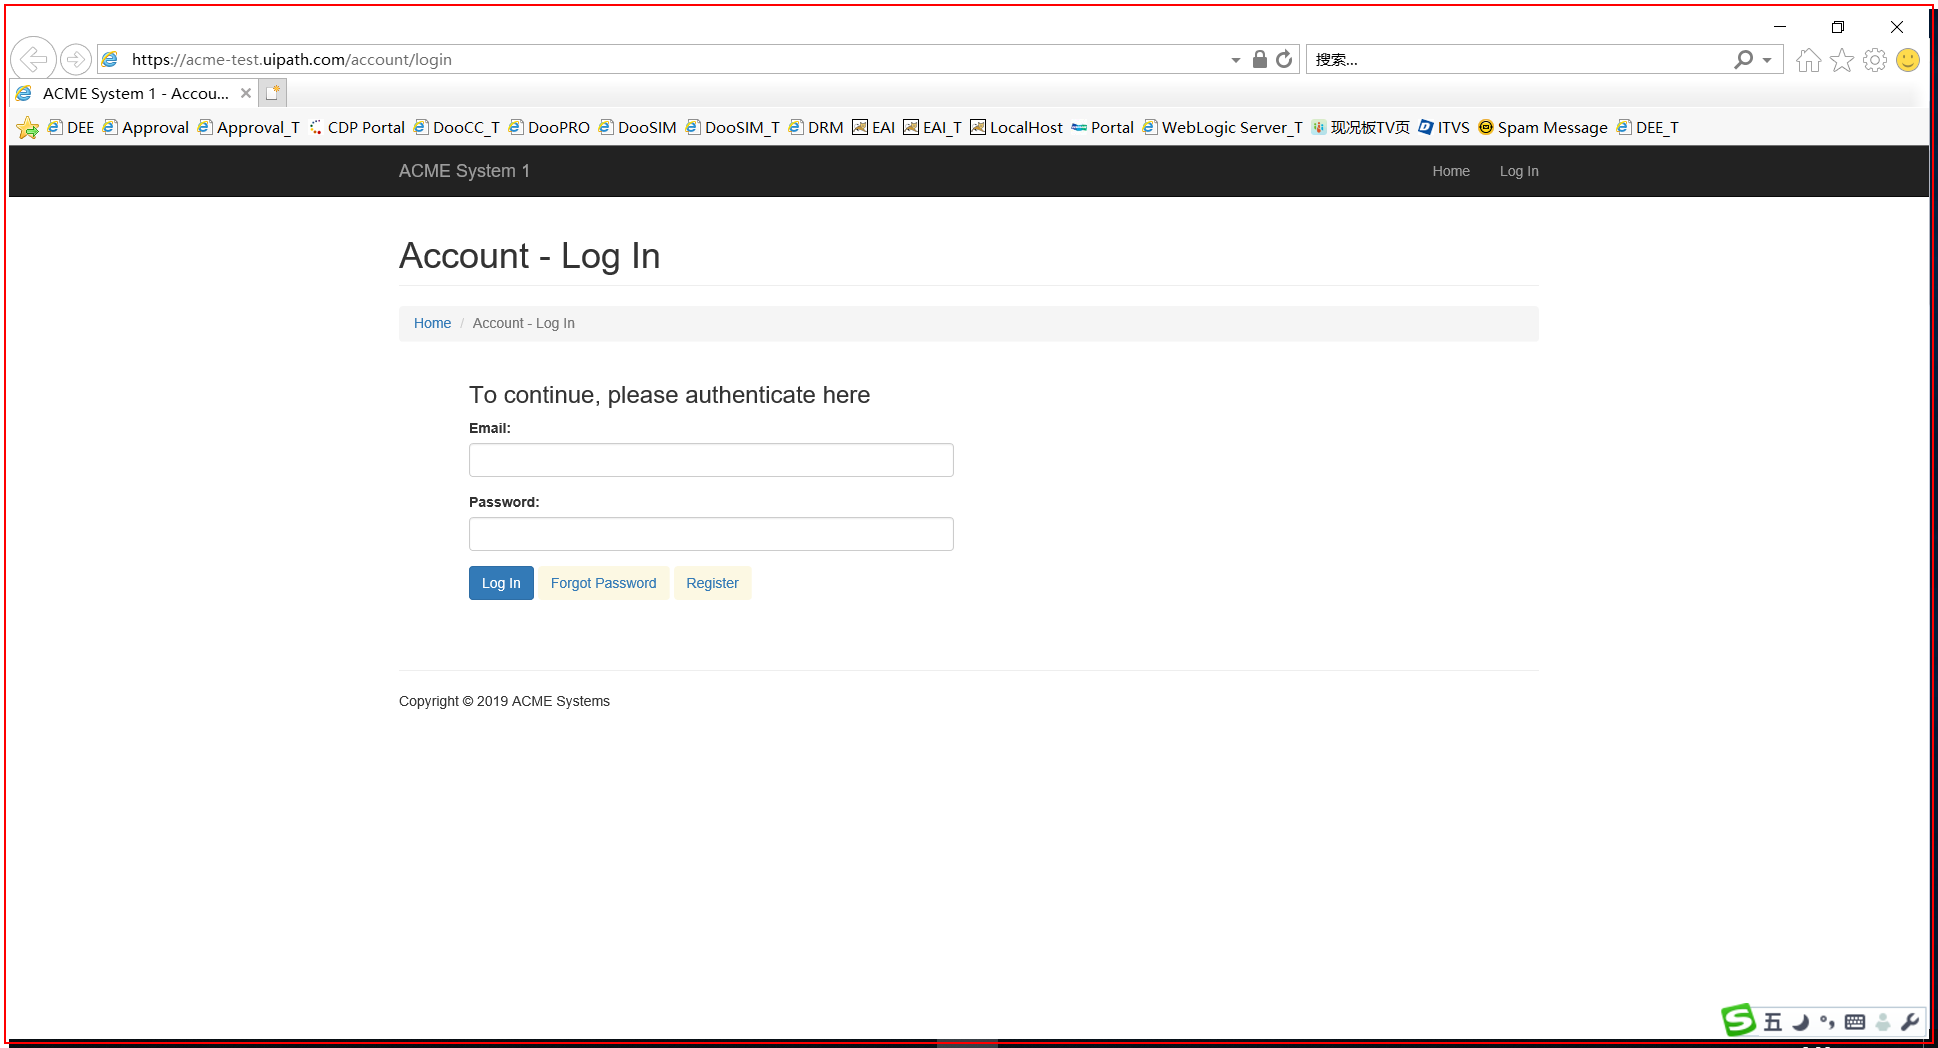 https://acme-test.uipath.com/account/login 搜索...
ACME System 1 - Accou...
DEE Approval Approval_T CDP Portal DooCC_T DooPRO DooSIM DooSIM_T DRM EAI EAI_T LocalHost Portal WebLogic Server_T 现况板TV页 ITVS Spam Message DEE_T
ACME System 1 Home Log In
Account - Log In
Home / Account - Log In
To continue, please authenticate here
Email:
Password:
Log In Forgot Password Register
Copyright © 2019 ACME Systems
五